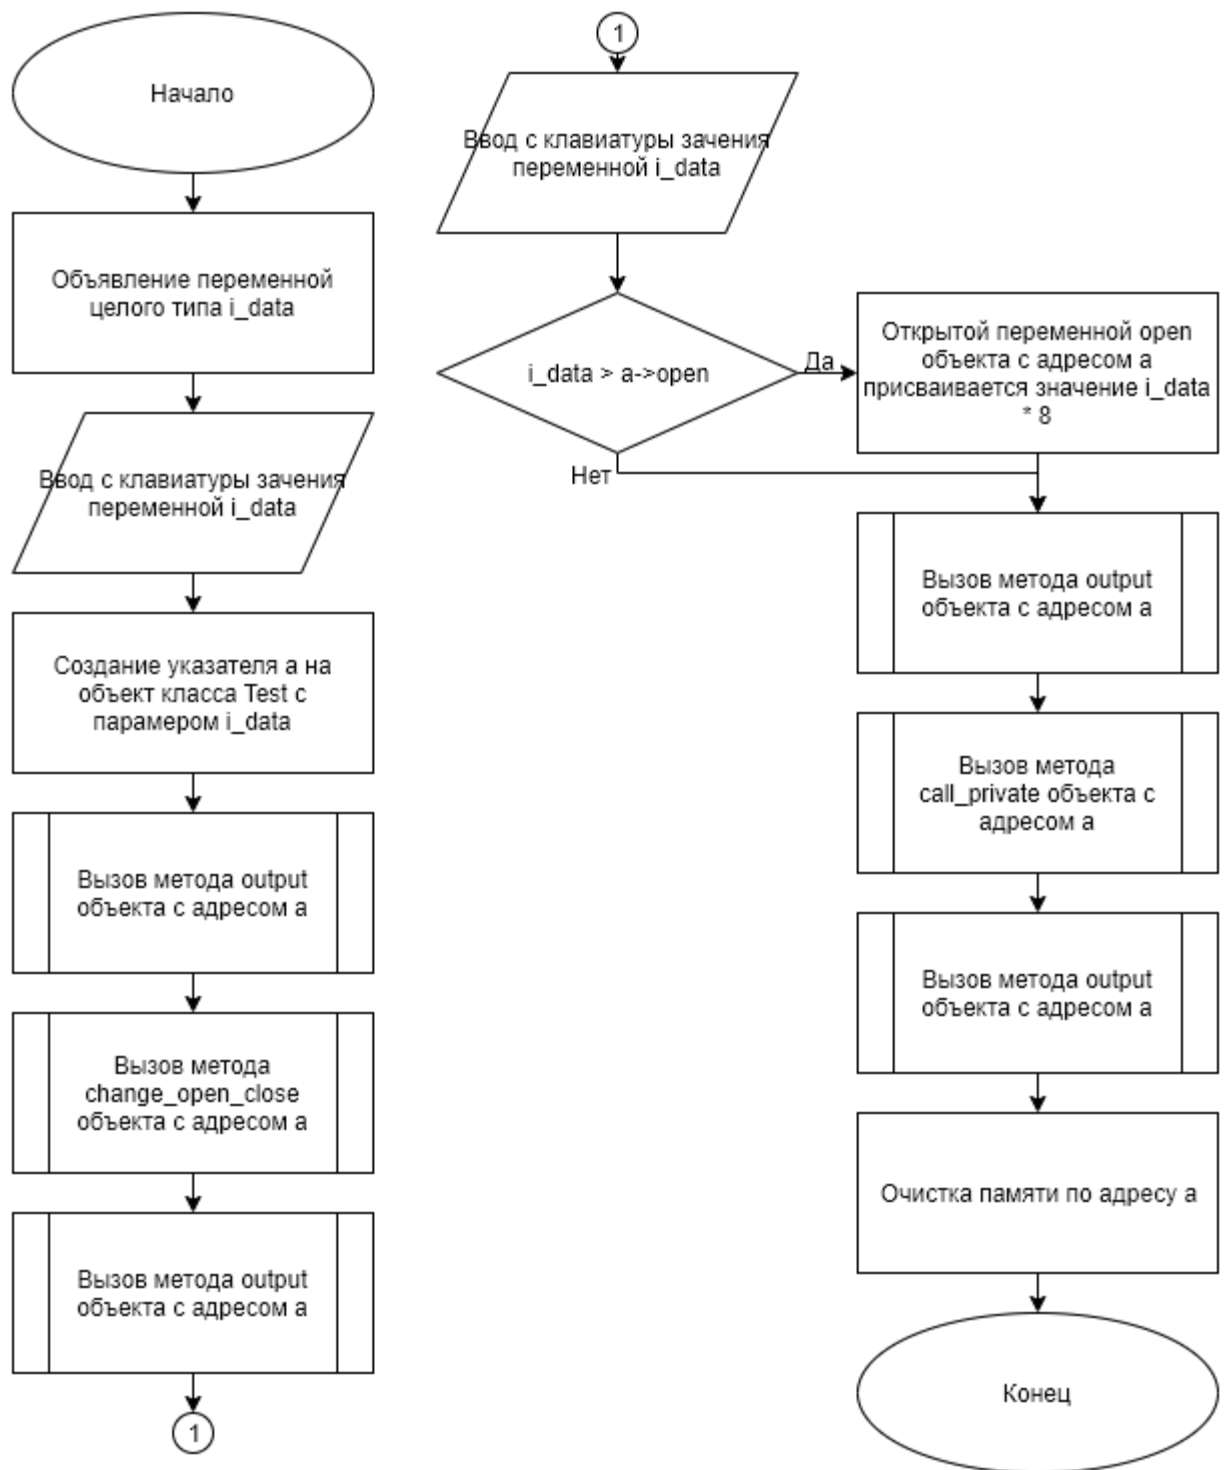 Начало
Объявление переменной
целого типа i_data
Ввод с клавиатуры зачения
переменной i_data
Создание указателя a на
объект класса Test с
парамером i_data
Вызов метода output
объекта с адресом a
Вызов метода
change_open_close
объекта с адресом a
Вызов метода output
объекта с адресом a
1
1
Ввод с клавиатуры зачения
переменной i_data
i_data > a->open
Да
Нет
Открытой переменной open
объекта с адресом a
присваивается значение i_data
* 8
Вызов метода output
объекта с адресом a
Вызов метода
call_private объекта с
адресом a
Вызов метода output
объекта с адресом a
Очистка памяти по адресу a
Конец